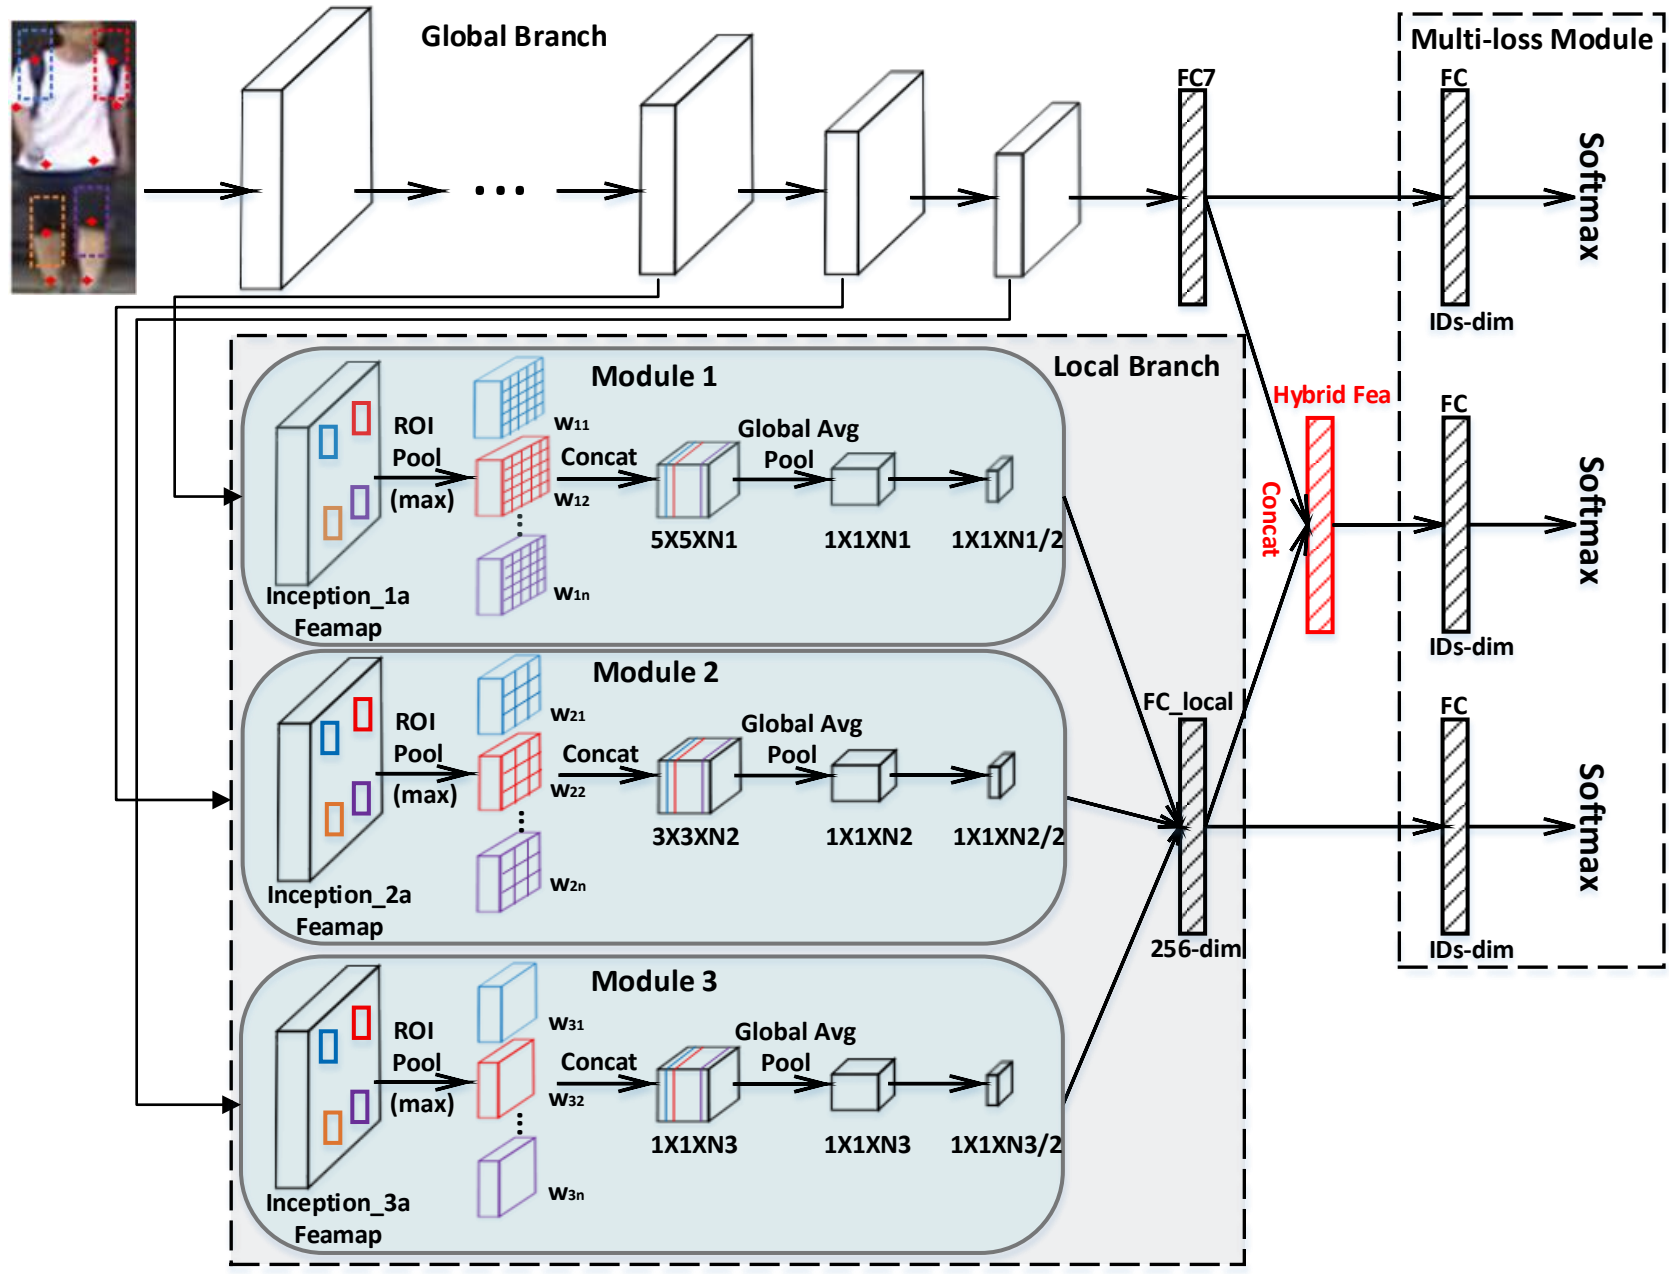 Global Branch
Multi-loss Module
FC7
FC
Softmax
IDs-dim
Local Branch
Module 1
ROI
Pool
(max)
w11
w12
w1n
Concat
Global Avg
Pool
5X5XN1
1X1XN1
1X1XN1/2
Inception_1a
Feamap
Hybrid Fea
Concat
FC
Softmax
IDs-dim
Module 2
ROI
Pool
(max)
w21
w22
w2n
Concat
Global Avg
Pool
3X3XN2
1X1XN2
1X1XN2/2
Inception_2a
Feamap
FC_local
256-dim
FC
Softmax
IDs-dim
Module 3
ROI
Pool
(max)
w31
w32
w3n
Concat
Global Avg
Pool
1X1XN3
1X1XN3
1X1XN3/2
Inception_3a
Feamap